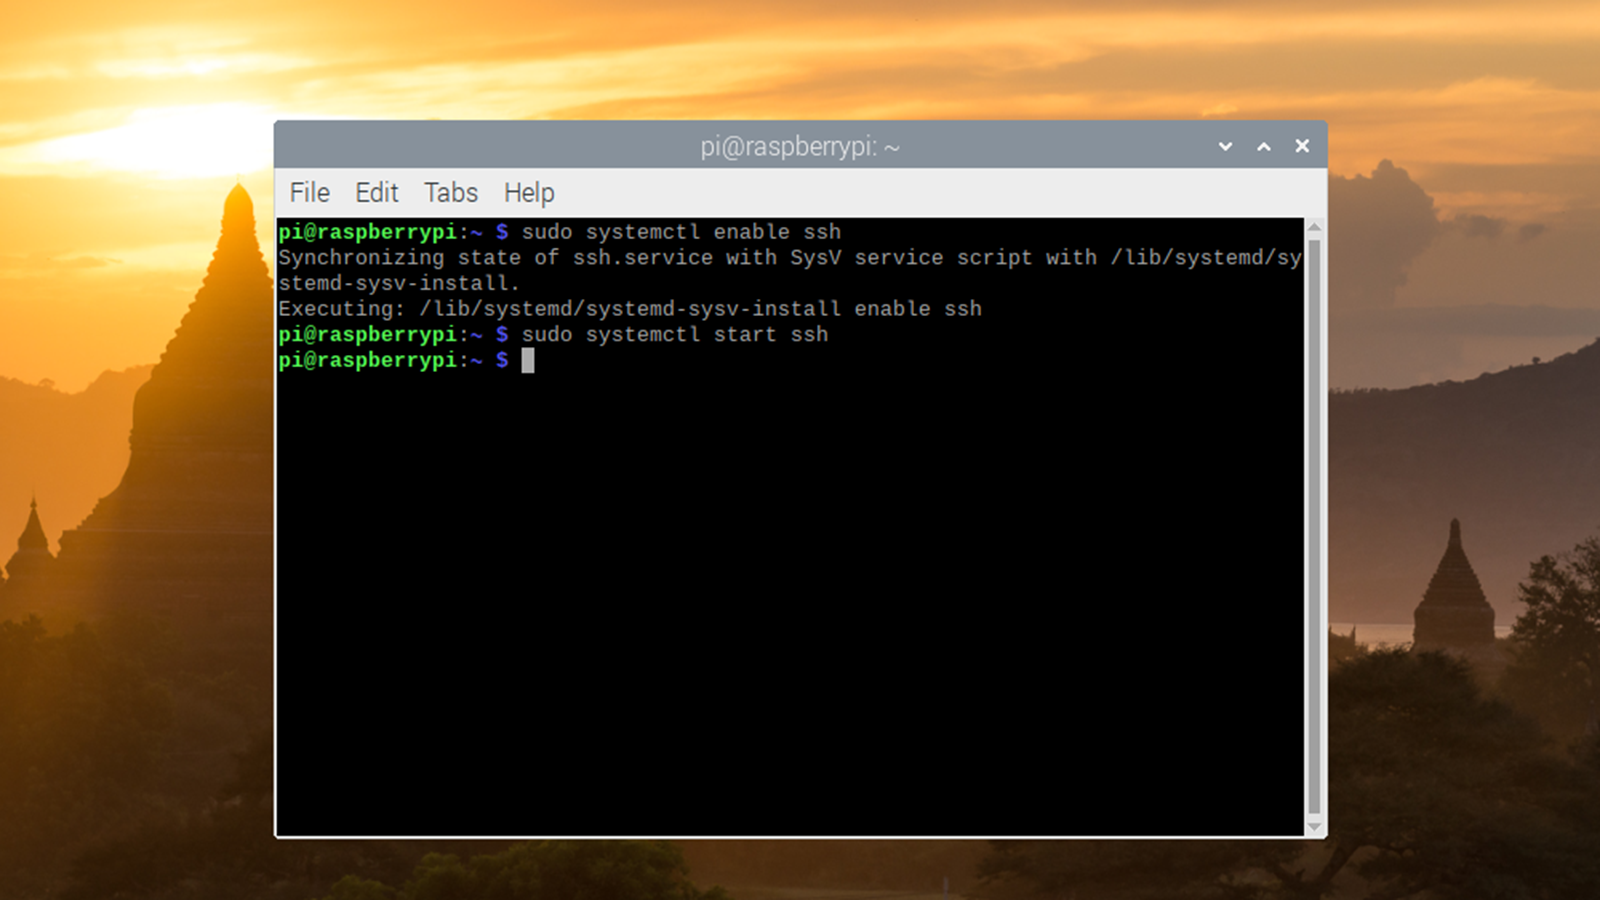 pi@raspberrypi: ~
File Edit Tabs Help
pi@raspberrypi:~ $ sudo systemctl enable ssh
Synchronizing state of ssh.service with SysV service script with /lib/systemd/sy
stemd-sysv-install.
Executing: /lib/systemd/systemd-sysv-install enable ssh
pi@raspberrypi:~ $ sudo systemctl start ssh
pi@raspberrypi:~ $